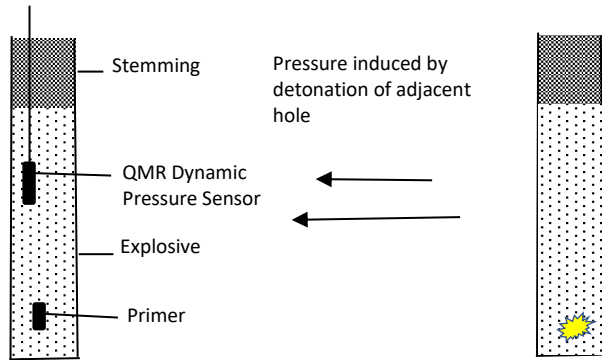 Stemming
Pressure induced by
detonation of adjacent
hole
QMR Dynamic
Pressure Sensor
Explosive
Primer